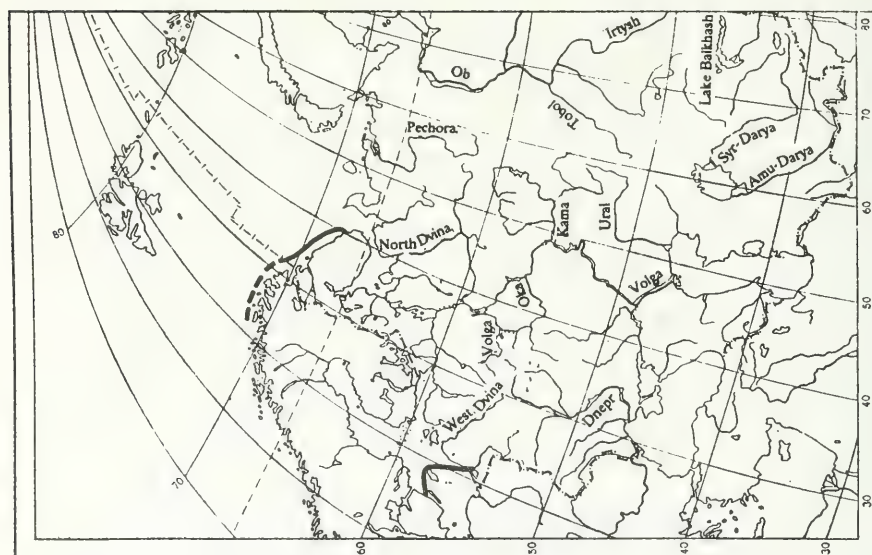 80
70
60
50
40
30
80
70
60
50
40
30
Ob
Irtysh
Lake Balkhash
Tobol
Pechora
Syr-Darya
Amu-Darya
Kama
Ural
North Dvina
Oka
Volga
Volga
West. Dvina
Dnepr